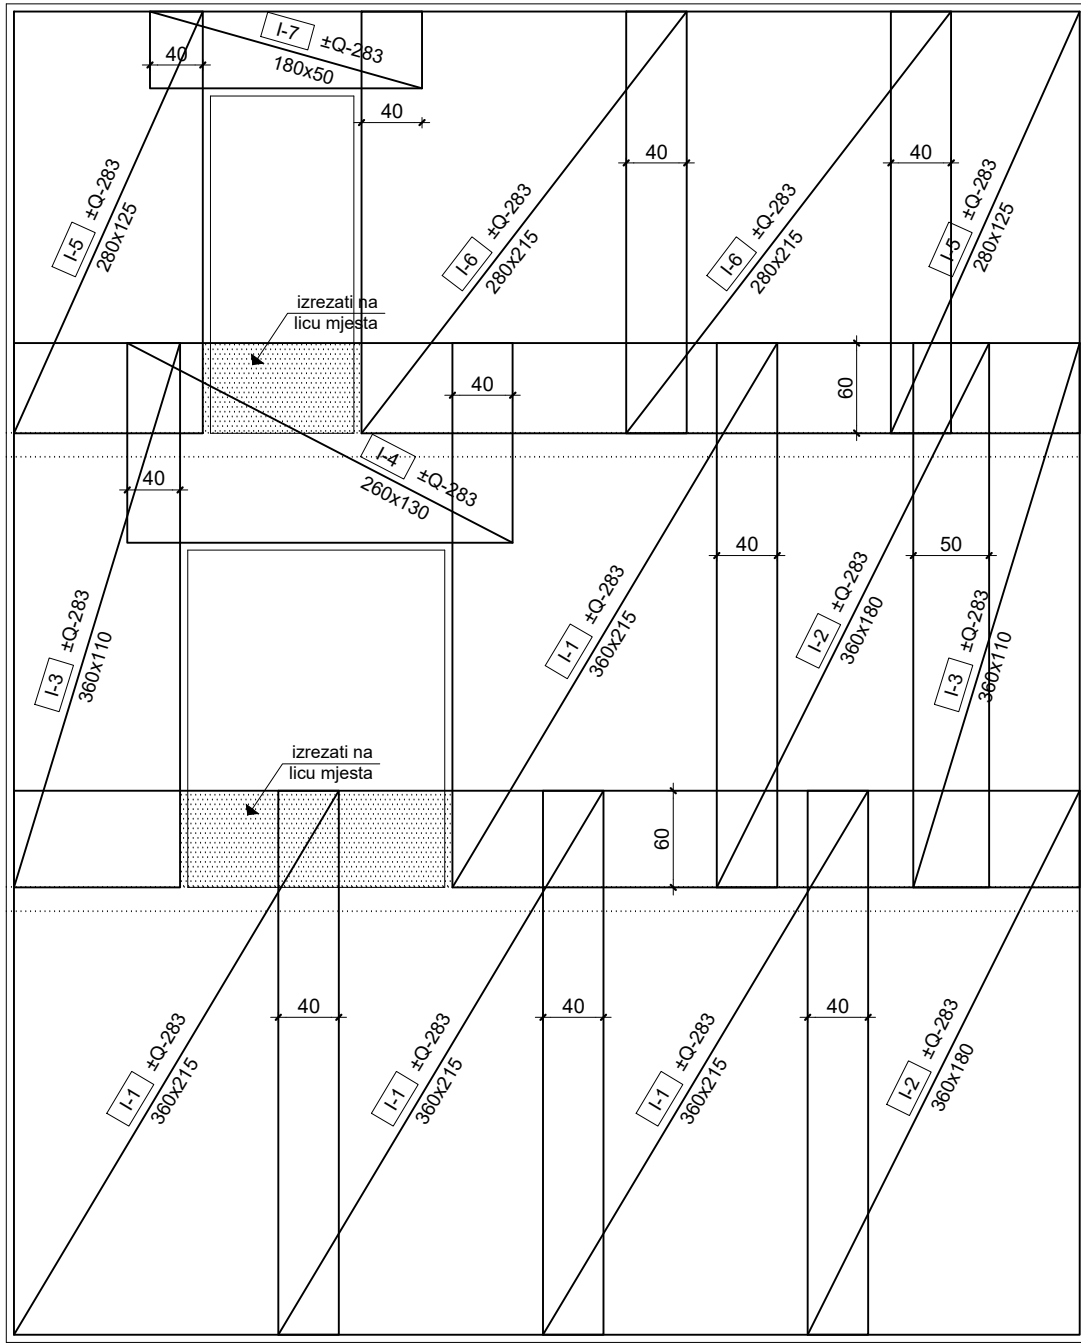 I-7 ±Q-283
180x50
40
40
40
40
I-5 ±Q-283
280x125
I-6 ±Q-283
280x215
I-6 ±Q-283
280x215
I-5 ±Q-283
280x125
izrezati na
licu mjesta
40
60
I-4 ±Q-283
260x130
40
40
50
I-3 ±Q-283
360x110
I-1 ±Q-283
360x215
I-2 ±Q-283
360x180
I-3 ±Q-283
360x110
izrezati na
licu mjesta
60
40
40
40
I-1 ±Q-283
360x215
I-1 ±Q-283
360x215
I-1 ±Q-283
360x215
I-2 ±Q-283
360x180